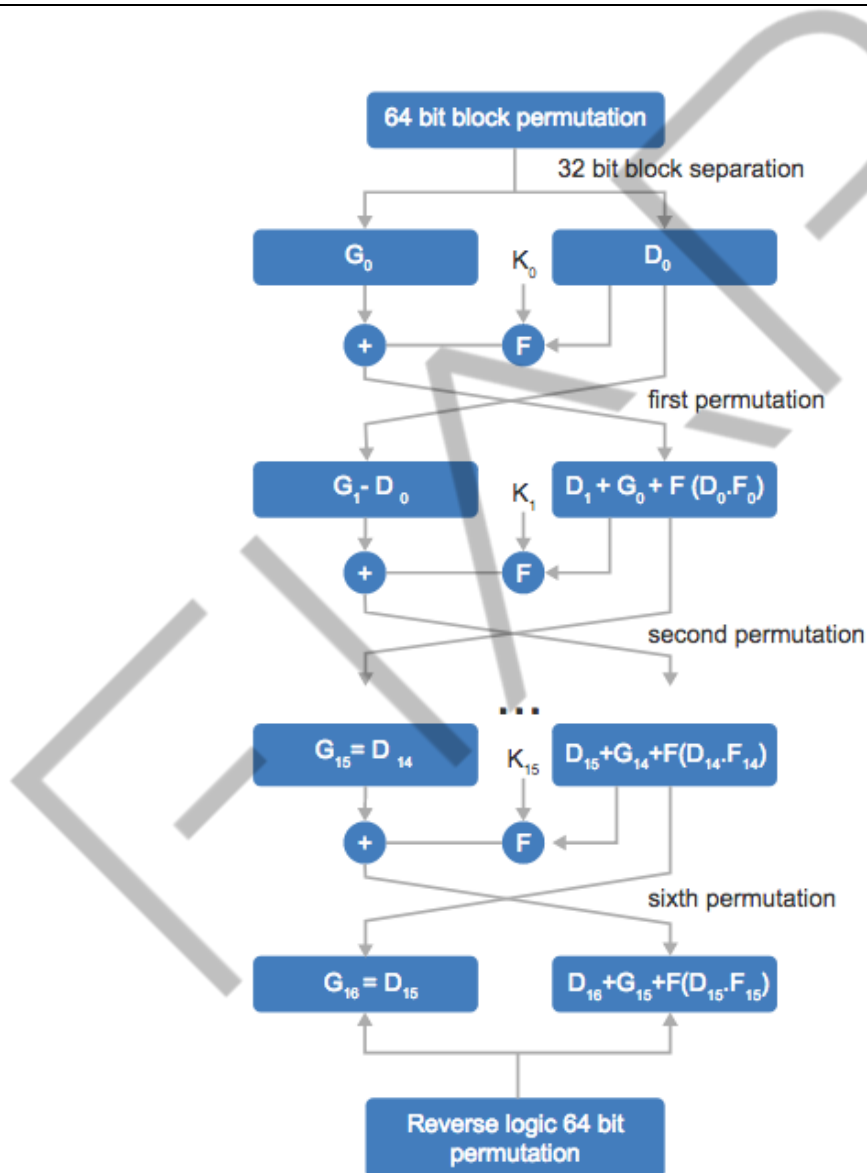 64 bit block permutation
32 bit block separation
G₀
K₀
D₀
+
F
first permutation
G₁- D ₀
K₁
D₁ + G₀ + F (D₀.F₀)
+
F
second permutation
...
G₁₅= D ₁₄
K₁₅
D₁₅+G₁₄+F(D₁₄.F₁₄)
+
F
sixth permutation
G₁₆ = D₁₅
D₁₆+G₁₅+F(D₁₅.F₁₅)
Reverse logic 64 bit
permutation